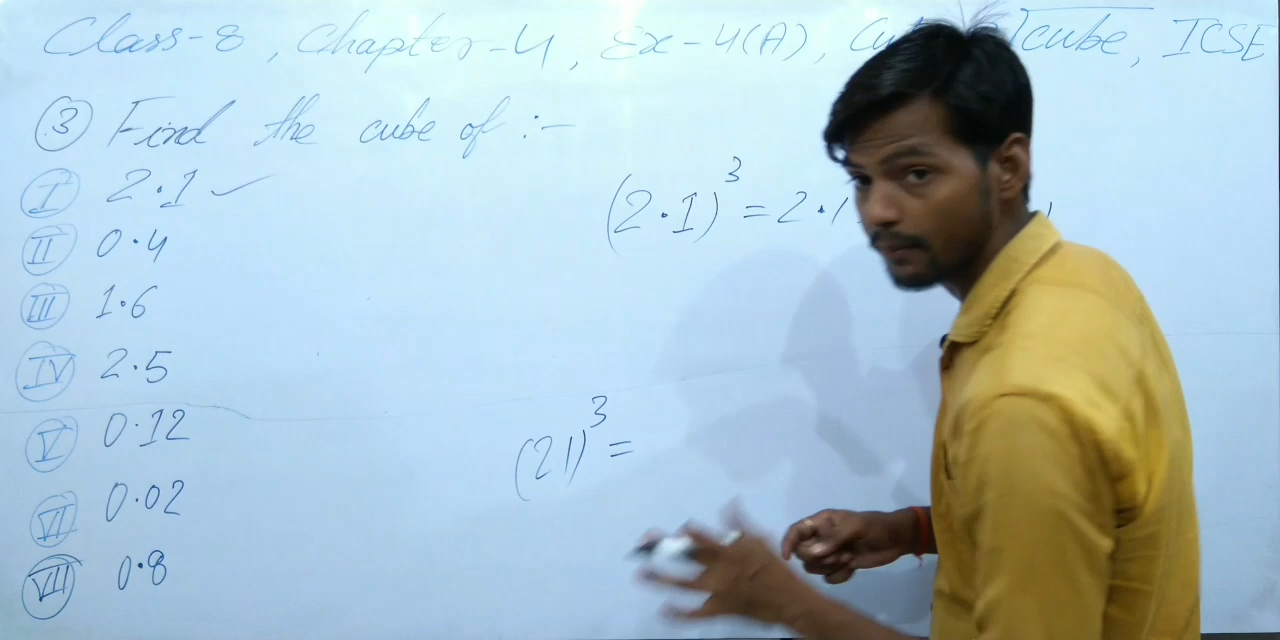 Class-8, Chapter-4, Ex-4(A), cube, ICSE
③ Find the cube of :-
Ⅰ 2.1 ✓
Ⅱ 0.4
Ⅲ 1.6
Ⅳ 2.5
Ⅴ 0.12
Ⅵ 0.02
Ⅶ 0.8
(2.1)³ = 2.1
(21)³ =